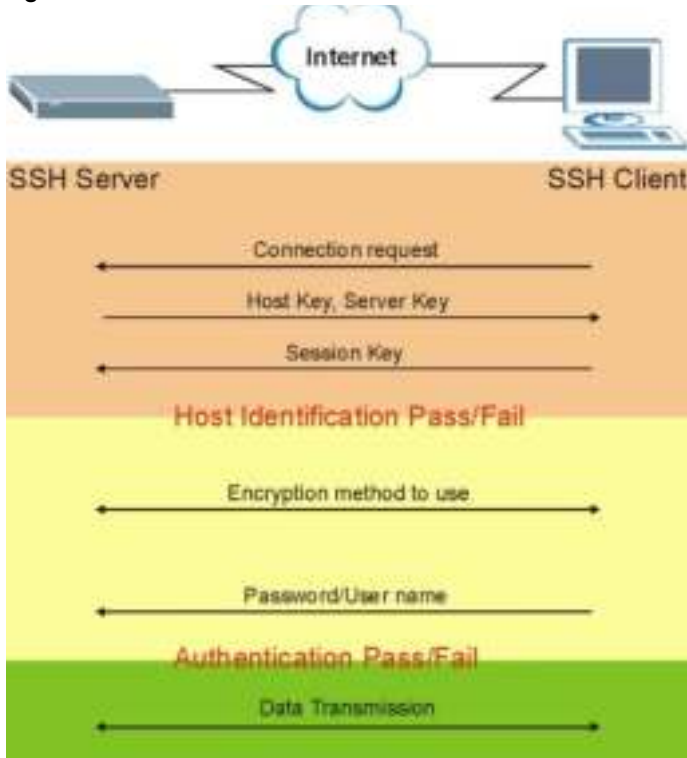 Internet
SSH Server
SSH Client
Connection request
Host Key, Server Key
Session Key
Host Identification Pass/Fail
Encryption method to use
Password/User name
Authentication Pass/Fail
Data Transmission